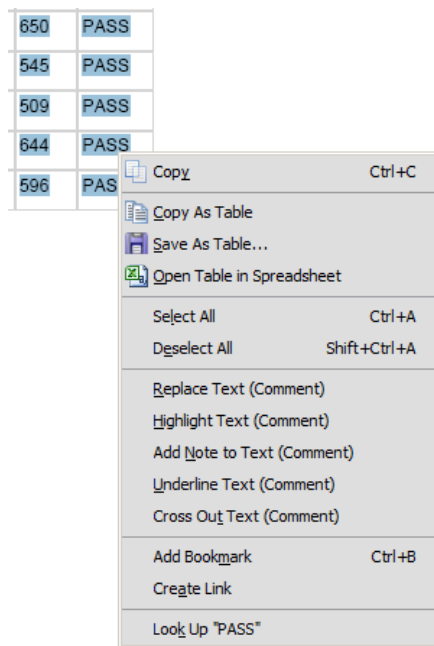 650 PASS
545 PASS
509 PASS
644 PASS
596 PAS
Copy Ctrl+C
Copy As Table
Save As Table...
Open Table in Spreadsheet
Select All Ctrl+A
Deselect All Shift+Ctrl+A
Replace Text (Comment)
Highlight Text (Comment)
Add Note to Text (Comment)
Underline Text (Comment)
Cross Out Text (Comment)
Add Bookmark Ctrl+B
Create Link
Look Up "PASS"